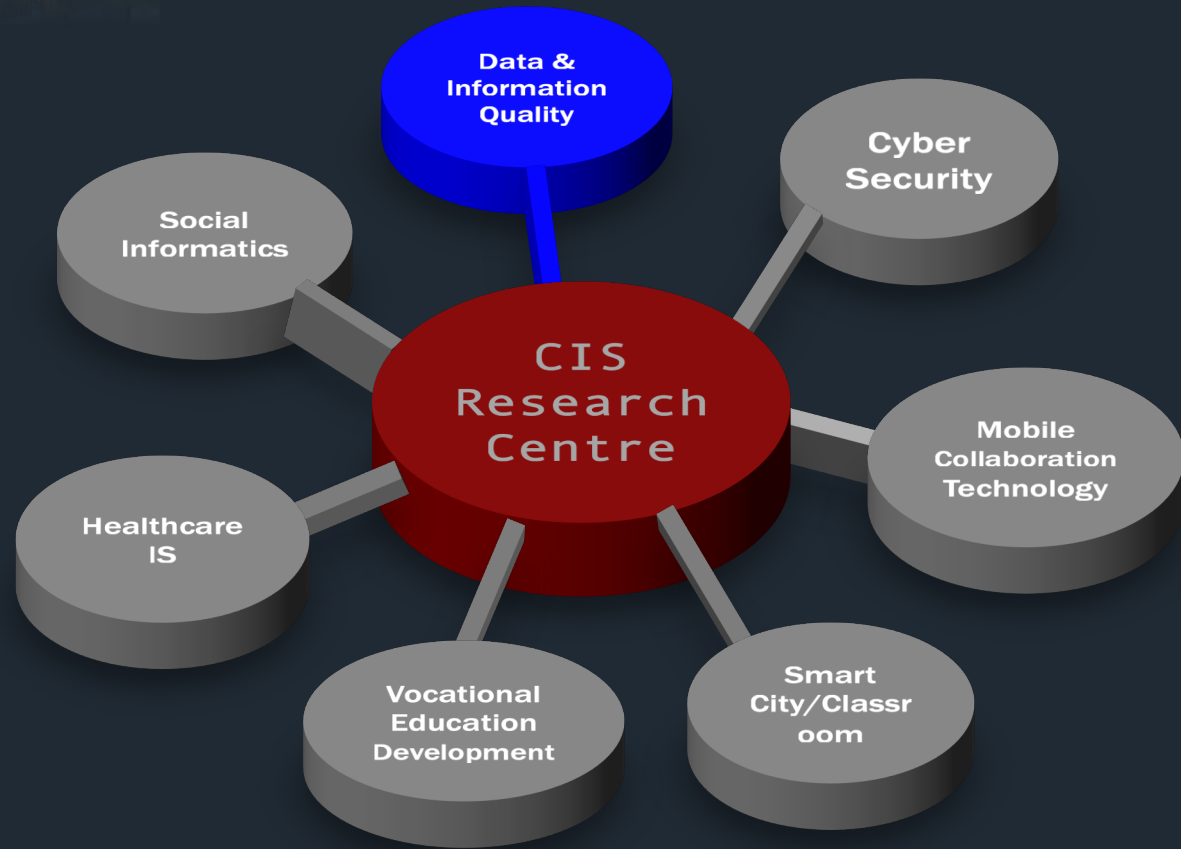 Data &
Information
Quality
Cyber
Security
Social
Informatics
CIS
Research
Centre
Mobile
Collaboration
Technology
Healthcare
IS
Vocational
Education
Development
Smart
City/Classr
oom